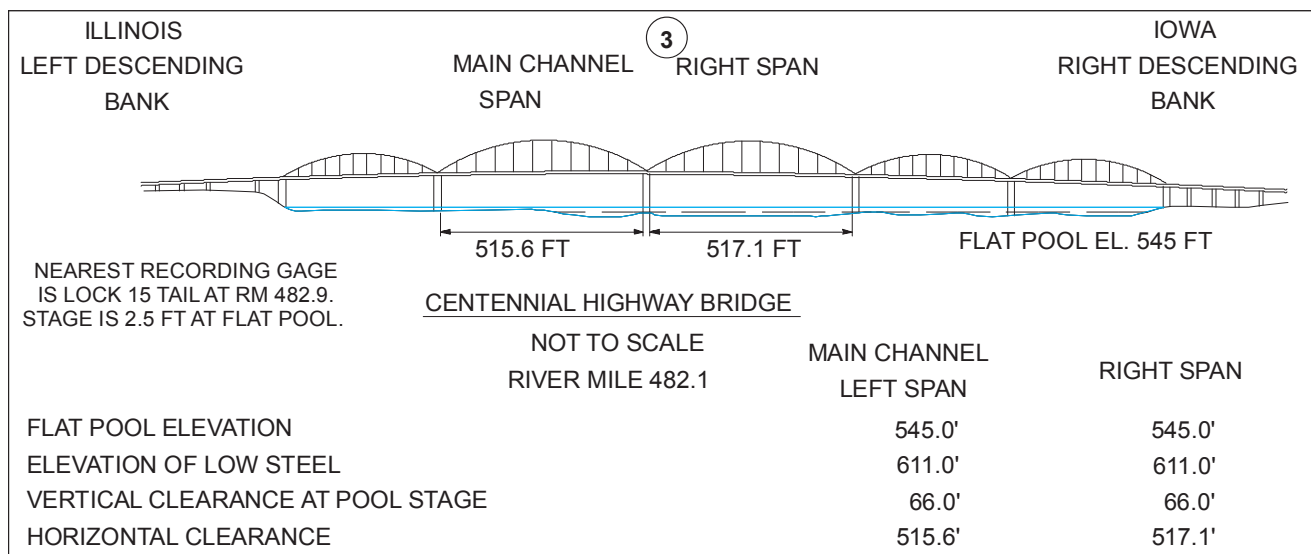 ILLINOIS
LEFT DESCENDING
BANK
3
MAIN CHANNEL
SPAN
RIGHT SPAN
IOWA
RIGHT DESCENDING
BANK
515.6 FT
517.1 FT
FLAT POOL EL. 545 FT
NEAREST RECORDING GAGE
IS LOCK 15 TAIL AT RM 482.9.
STAGE IS 2.5 FT AT FLAT POOL.
CENTENNIAL HIGHWAY BRIDGE
NOT TO SCALE
RIVER MILE 482.1
MAIN CHANNEL
LEFT SPAN
RIGHT SPAN
FLAT POOL ELEVATION 545.0' 545.0'
ELEVATION OF LOW STEEL 611.0' 611.0'
VERTICAL CLEARANCE AT POOL STAGE 66.0' 66.0'
HORIZONTAL CLEARANCE 515.6' 517.1'